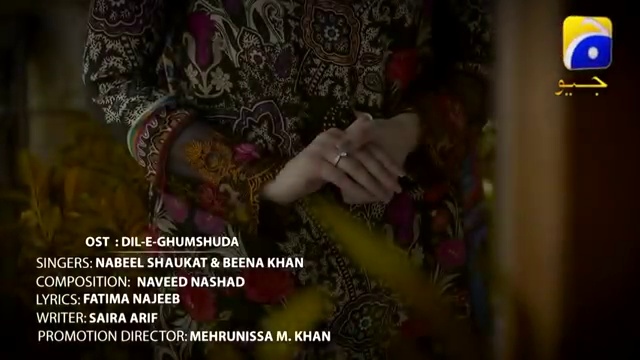 جیو
OST : DIL-E-GHUMSHUDA
SINGERS: NABEEL SHAUKAT & BEENA KHAN
COMPOSITION: NAVEED NASHAD
LYRICS: FATIMA NAJEEB
WRITER: SAIRA ARIF
PROMOTION DIRECTOR: MEHRUNISSA M. KHAN